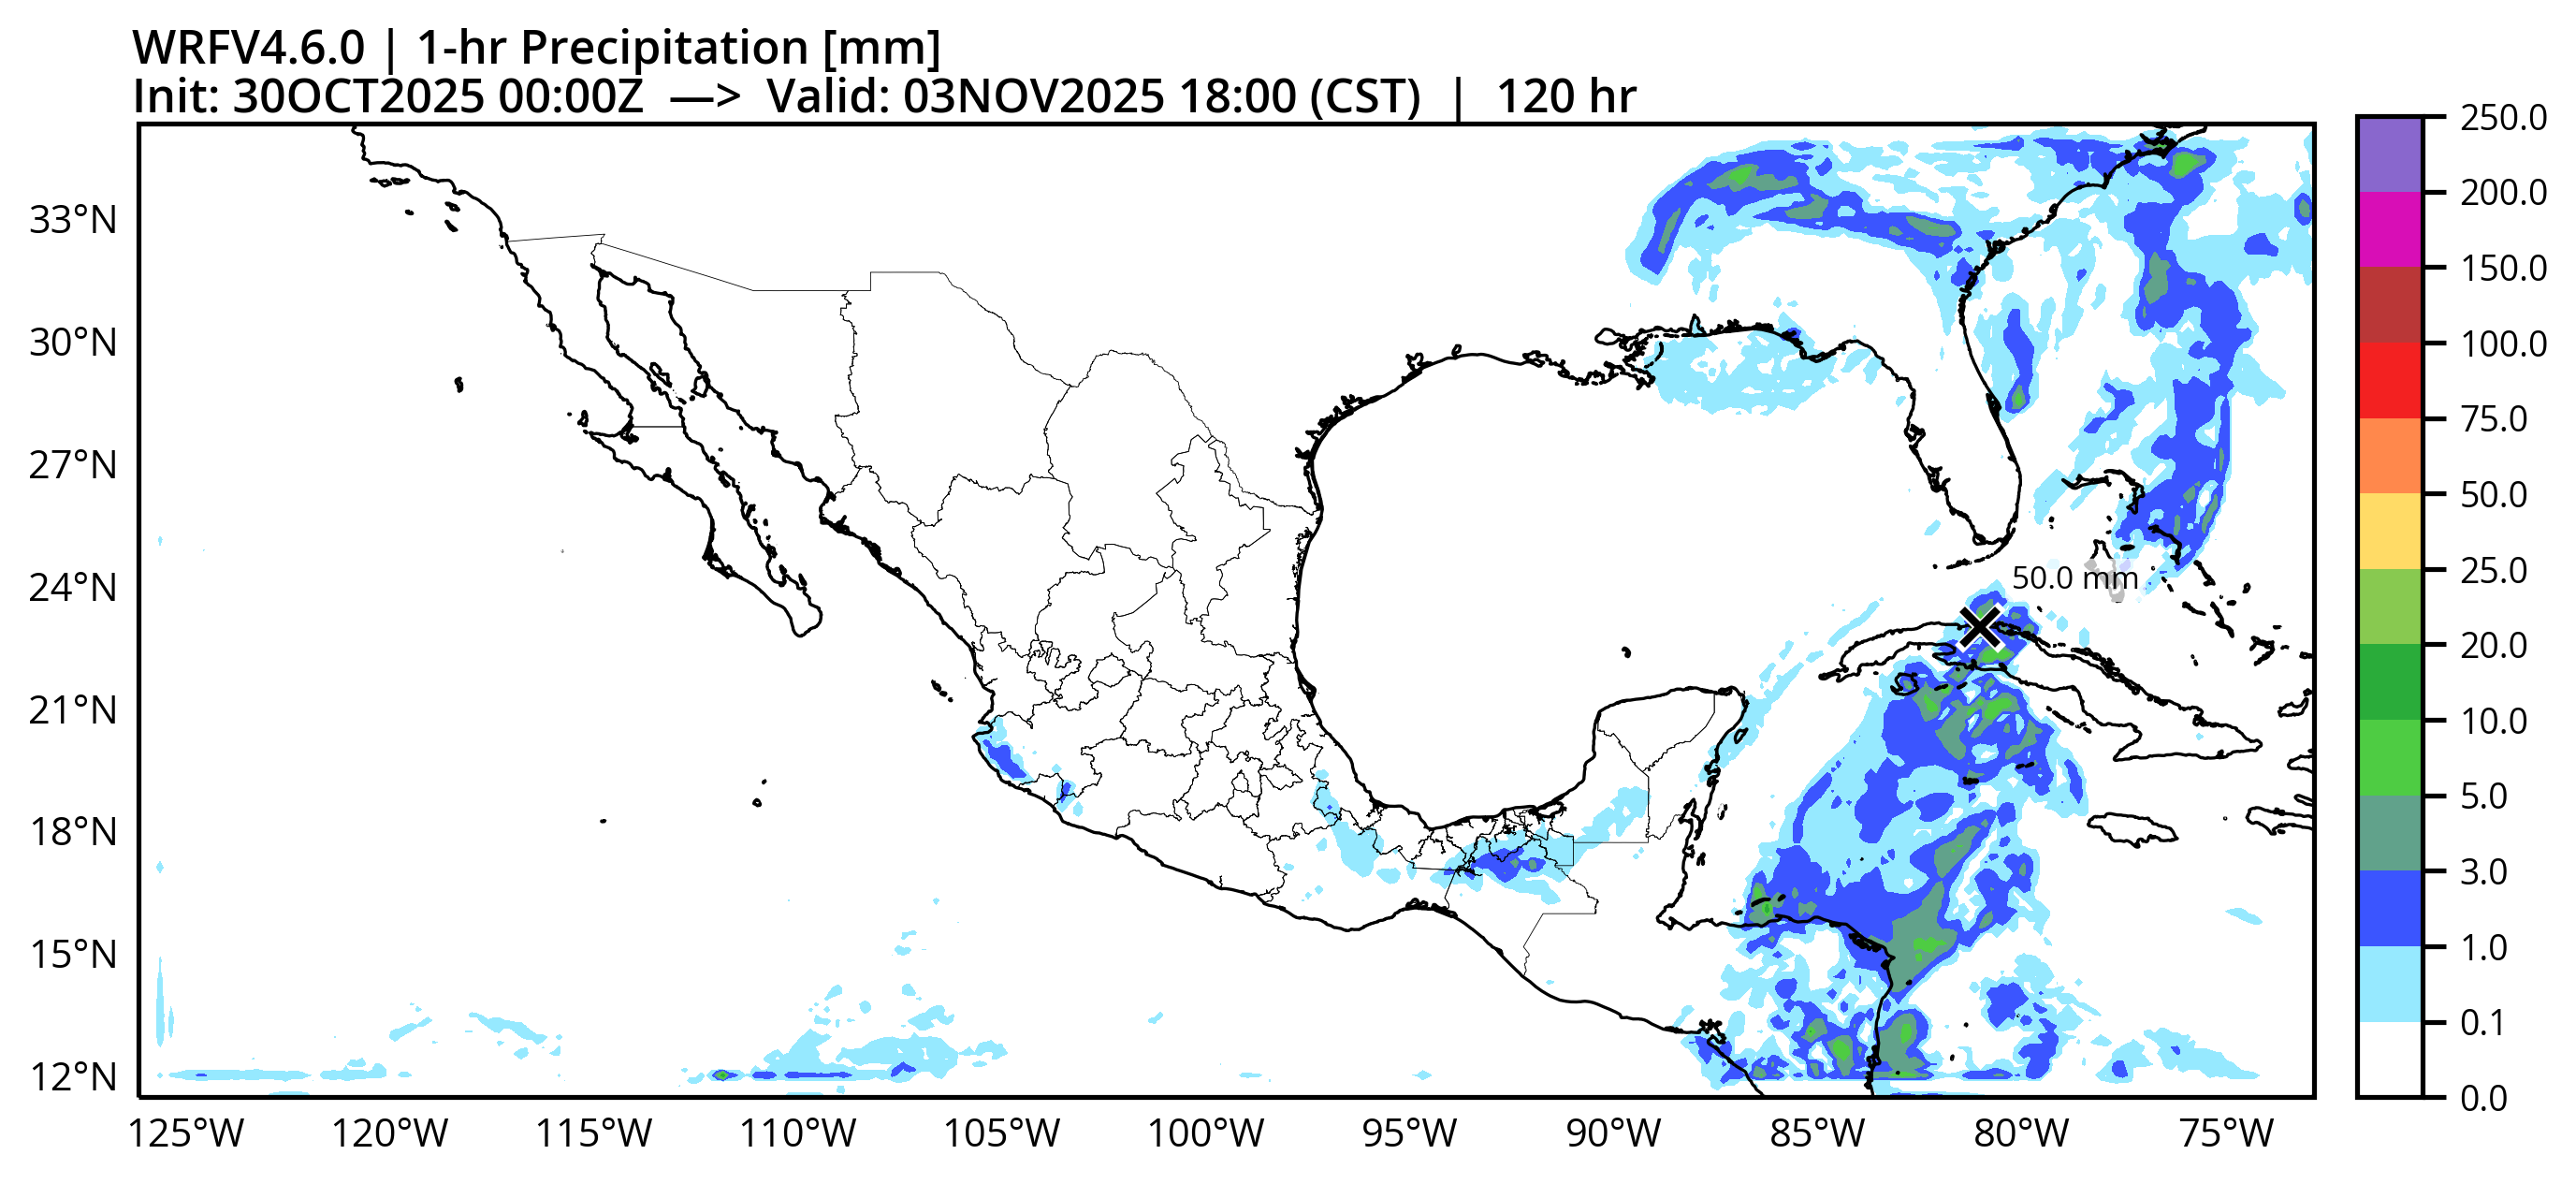 WRFV4.6.0 | 1-hr Precipitation [mm]
Init: 30OCT2025 00:00Z —> Valid: 03NOV2025 18:00 (CST) | 120 hr
250.0
200.0
150.0
100.0
75.0
50.0
25.0
20.0
10.0
5.0
3.0
1.0
0.1
0.0
33°N
30°N
27°N
24°N
21°N
18°N
15°N
12°N
50.0 mm
125°W 120°W 115°W 110°W 105°W 100°W 95°W 90°W 85°W 80°W 75°W